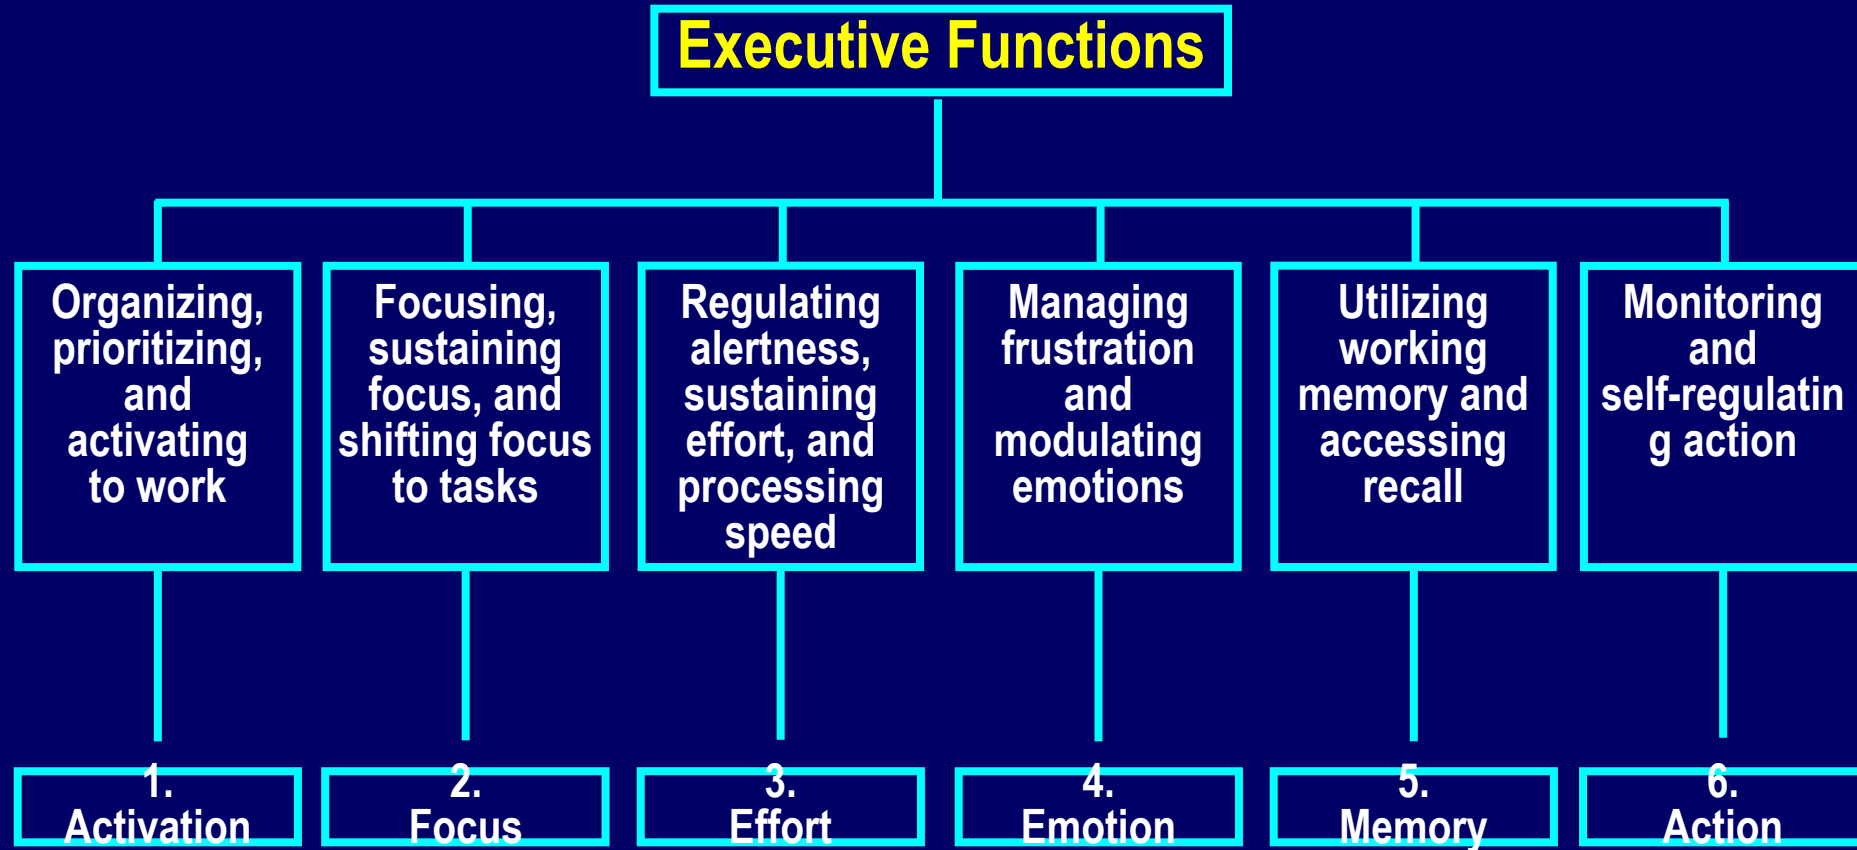 Executive Functions
Organizing,
prioritizing,
and
activating
to work
Focusing,
sustaining
focus, and
shifting focus
to tasks
Regulating
alertness,
sustaining
effort, and
processing
speed
Managing
frustration
and
modulating
emotions
Utilizing
working
memory and
accessing
recall
Monitoring
and
self-regulatin
g action
1.
Activation
2.
Focus
3.
Effort
4.
Emotion
5.
Memory
6.
Action